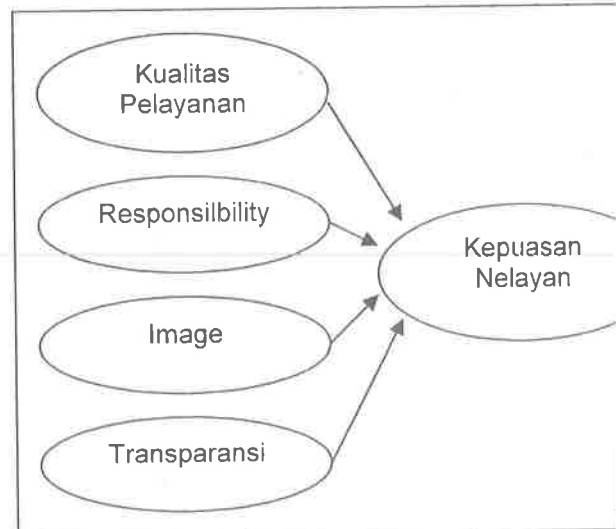 Kualitas
Pelayanan
Responsilbility
Image
Transparansi
Kepuasan
Nelayan